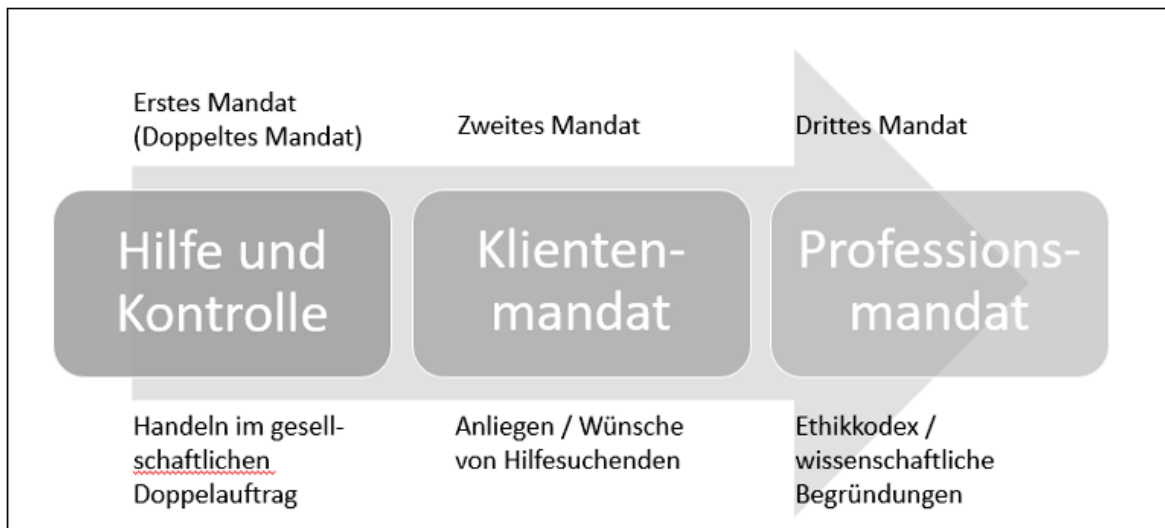 Erstes Mandat
(Doppeltes Mandat)
Zweites Mandat
Drittes Mandat
Hilfe und
Kontrolle
Klienten-
mandat
Professions-
mandat
Handeln im gesell-
schaftlichen
Doppelauftrag
Anliegen / Wünsche
von Hilfesuchenden
Ethikkodex /
wissenschaftliche
Begründungen